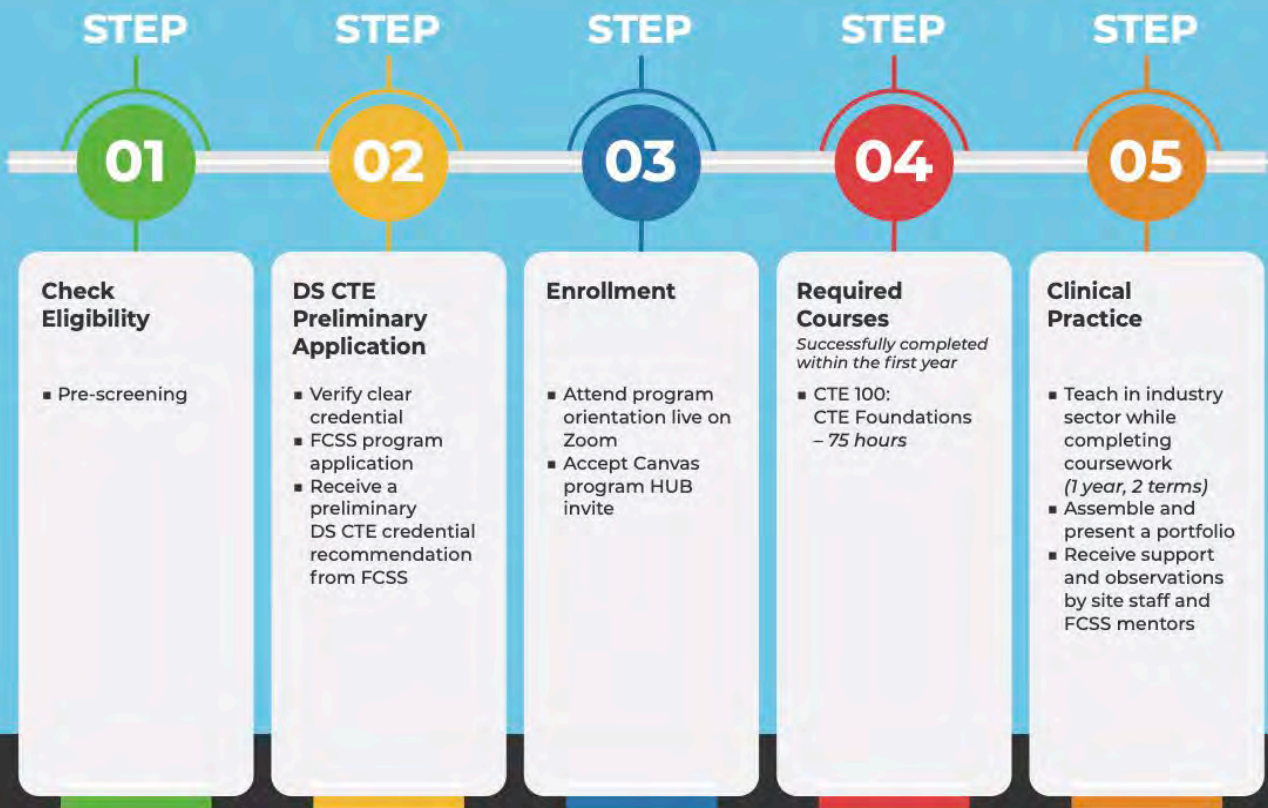 STEP
01
Check
Eligibility
▪ Pre-screening
STEP
02
DS CTE
Preliminary
Application
▪ Verify clear
credential
▪ FCSS program
application
▪ Receive a
preliminary
DS CTE credential
recommendation
from FCSS
STEP
03
Enrollment
▪ Attend program
orientation live on
Zoom
▪ Accept Canvas
program HUB
invite
STEP
04
Required
Courses
Successfully completed
within the first year
▪ CTE 100:
CTE Foundations
– 75 hours
STEP
05
Clinical
Practice
▪ Teach in industry
sector while
completing
coursework
(1 year, 2 terms)
▪ Assemble and
present a portfolio
▪ Receive support
and observations
by site staff and
FCSS mentors